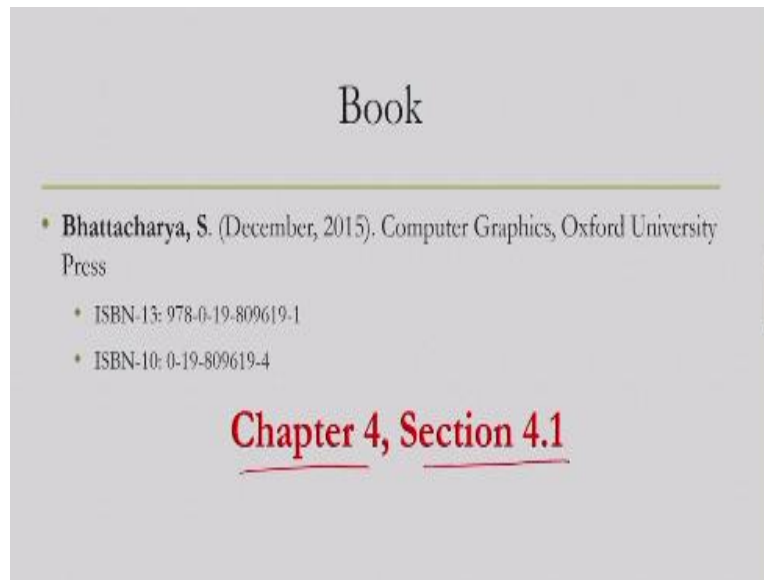 Book
• Bhattacharya, S. (December, 2015). Computer Graphics, Oxford University
Press
• ISBN-13: 978-0-19-809619-1
• ISBN-10: 0-19-809619-4
Chapter 4, Section 4.1